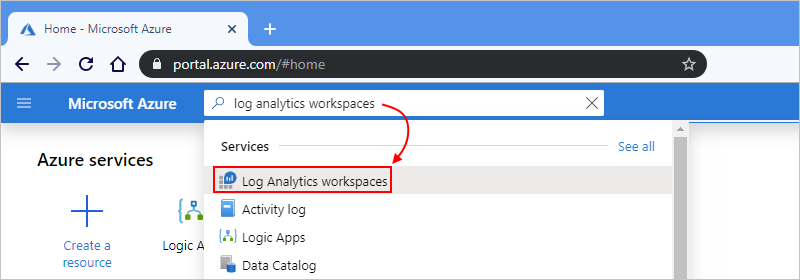 Home - Microsoft Azure
portal.azure.com/#home
Microsoft Azure
log analytics workspaces
Services
See all
Azure services
Log Analytics workspaces
Activity log
Create a
resource
Logic A
Logic Apps
Data Catalog